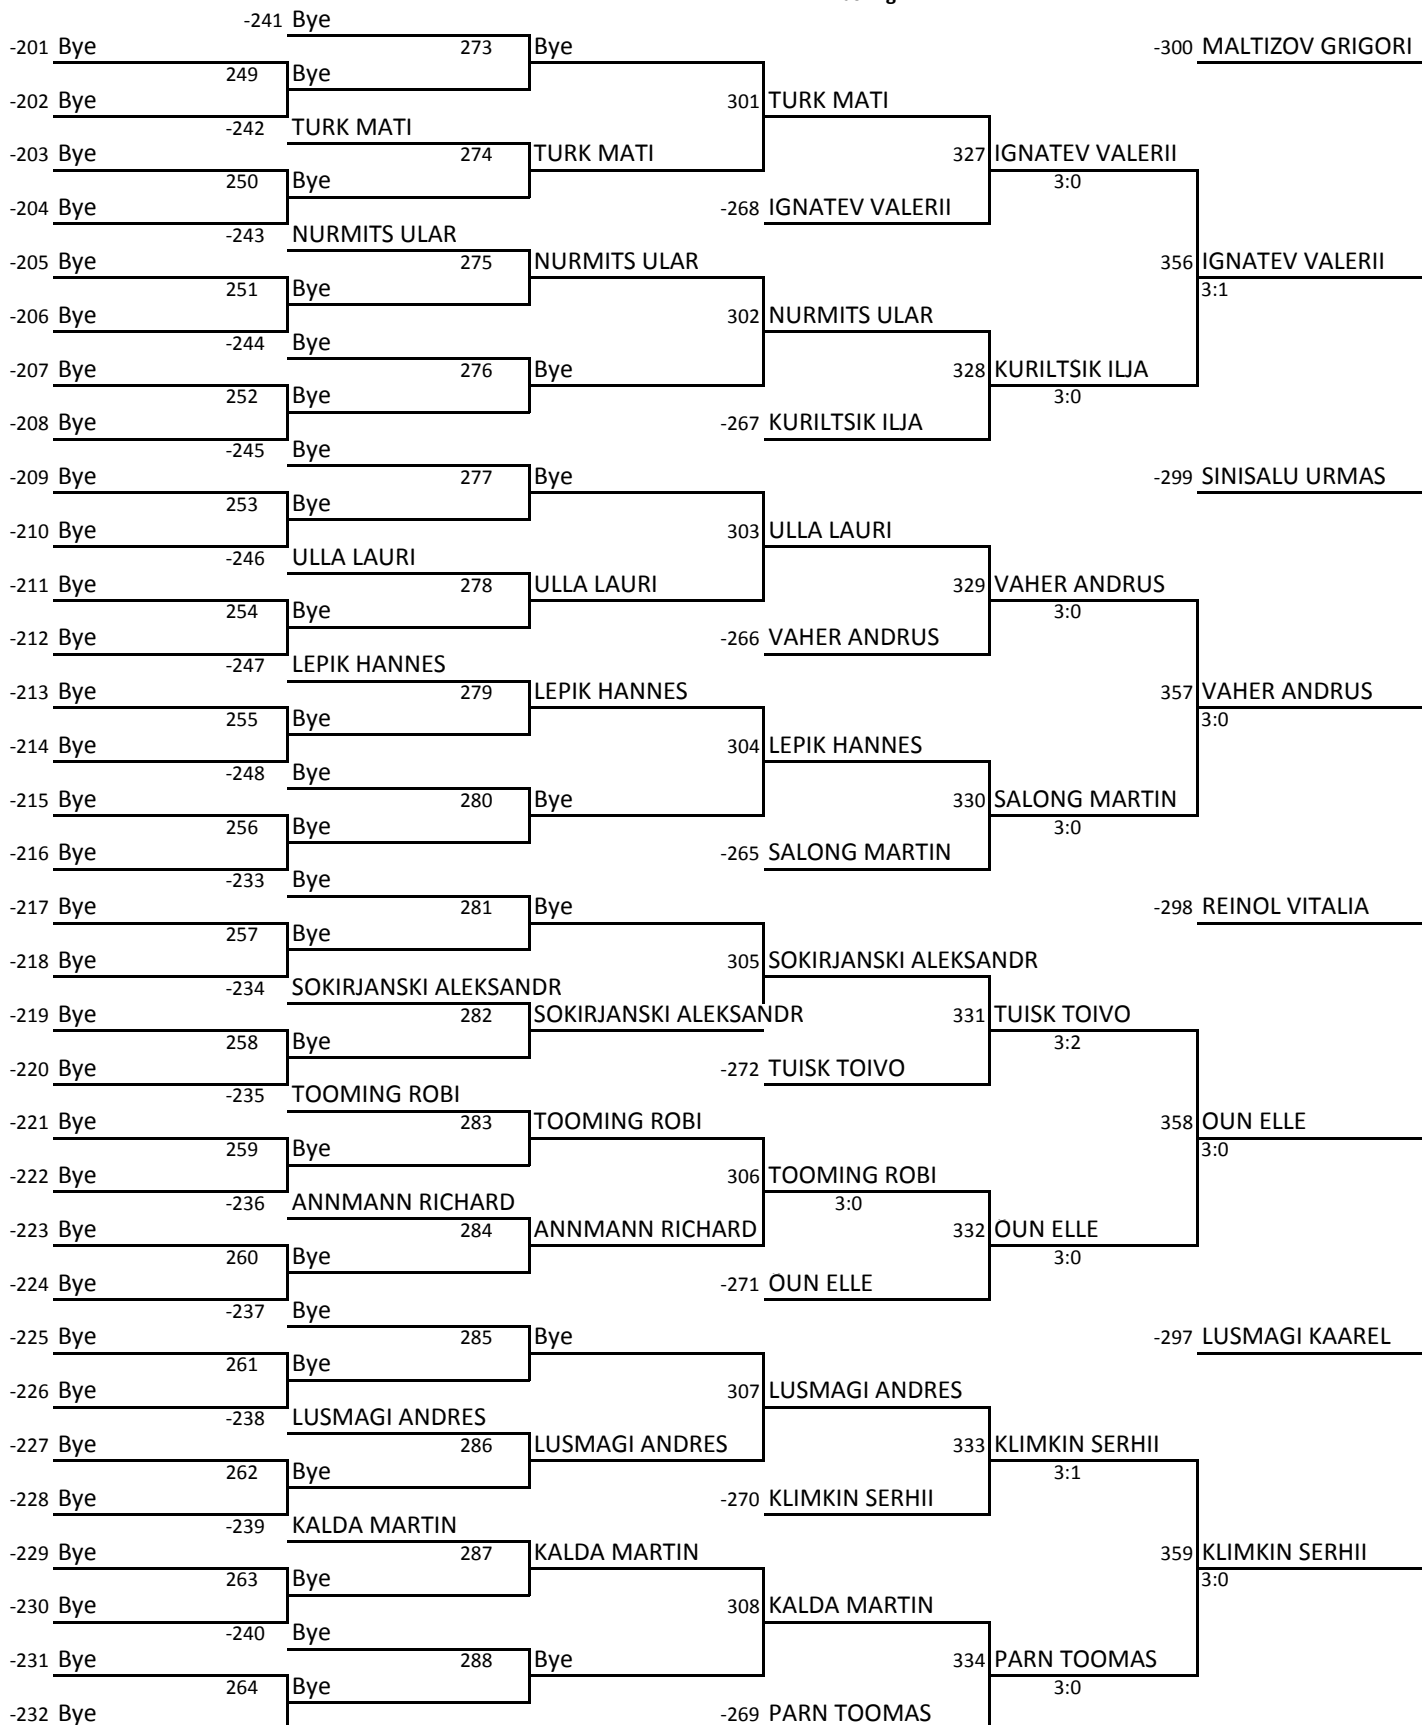 -241 Bye
-201 Bye 273 Bye -300 MALTIZOV GRIGORI
249 Bye
-202 Bye 301 TURK MATI
-242 TURK MATI
-203 Bye 274 TURK MATI 327 IGNATEV VALERII
250 Bye 3:0
-204 Bye -268 IGNATEV VALERII
-243 NURMITS ULAR
-205 Bye 275 NURMITS ULAR 356 IGNATEV VALERII
251 Bye 3:1
-206 Bye 302 NURMITS ULAR
-244 Bye
-207 Bye 276 Bye 328 KURILTSIK ILJA
252 Bye 3:0
-208 Bye -267 KURILTSIK ILJA
-245 Bye
-209 Bye 277 Bye -299 SINISALU URMAS
253 Bye
-210 Bye 303 ULLA LAURI
-246 ULLA LAURI
-211 Bye 278 ULLA LAURI 329 VAHER ANDRUS
254 Bye 3:0
-212 Bye -266 VAHER ANDRUS
-247 LEPIK HANNES
-213 Bye 279 LEPIK HANNES 357 VAHER ANDRUS
255 Bye 3:0
-214 Bye 304 LEPIK HANNES
-248 Bye
-215 Bye 280 Bye 330 SALONG MARTIN
256 Bye 3:0
-216 Bye -265 SALONG MARTIN
-233 Bye
-217 Bye 281 Bye -298 REINOL VITALIA
257 Bye
-218 Bye 305 SOKIRJANSKI ALEKSANDR
-234 SOKIRJANSKI ALEKSANDR
-219 Bye 282 SOKIRJANSKI ALEKSANDR 331 TUISK TOIVO
258 Bye 3:2
-220 Bye -272 TUISK TOIVO
-235 TOOMING ROBI
-221 Bye 283 TOOMING ROBI 358 OUN ELLE
259 Bye 3:0
-222 Bye 306 TOOMING ROBI
-236 ANNMANN RICHARD 3:0
-223 Bye 284 ANNMANN RICHARD 332 OUN ELLE
260 Bye 3:0
-224 Bye -271 OUN ELLE
-237 Bye
-225 Bye 285 Bye -297 LUSMAGI KAAREL
261 Bye
-226 Bye 307 LUSMAGI ANDRES
-238 LUSMAGI ANDRES
-227 Bye 286 LUSMAGI ANDRES 333 KLIMKIN SERHII
262 Bye 3:1
-228 Bye -270 KLIMKIN SERHII
-239 KALDA MARTIN
-229 Bye 287 KALDA MARTIN 359 KLIMKIN SERHII
263 Bye 3:0
-230 Bye 308 KALDA MARTIN
-240 Bye
-231 Bye 288 Bye 334 PARN TOOMAS
264 Bye 3:0
-232 Bye -269 PARN TOOMAS